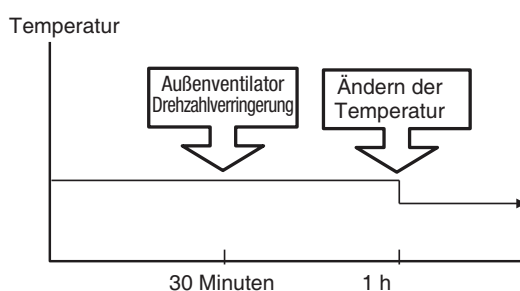 Temperatur
Außenventilator
Drehzahlverringerung
Ändern der
Temperatur
30 Minuten
1 h